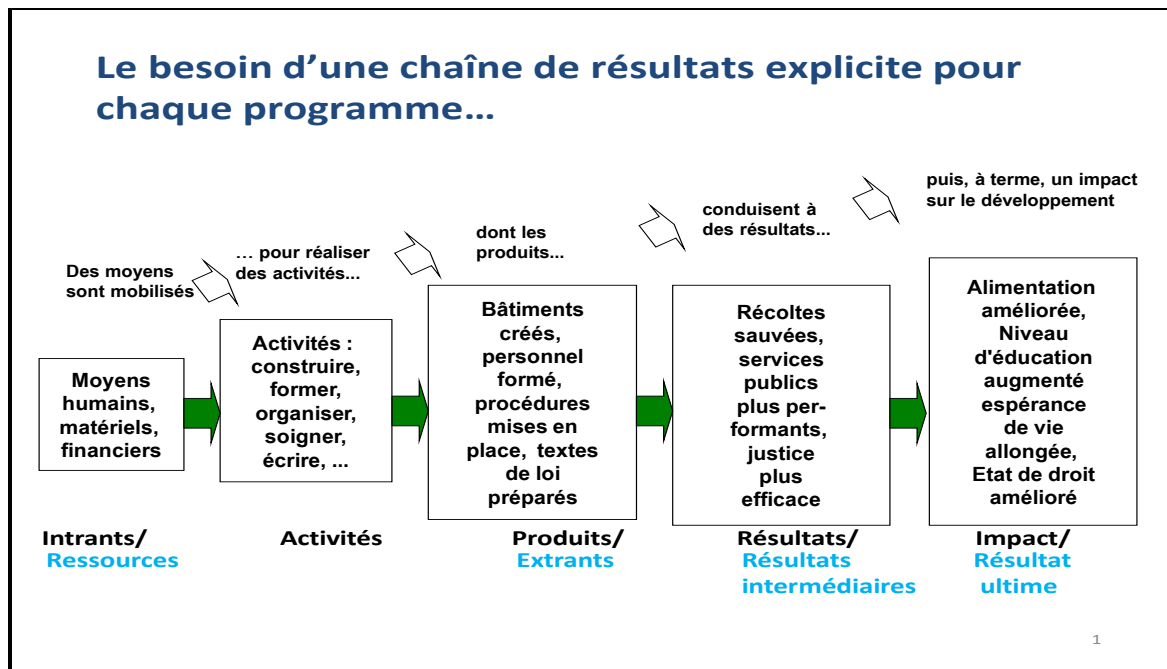 Le besoin d’une chaîne de résultats explicite pour
chaque programme…
Des moyens
sont mobilisés
… pour réaliser
des activités...
dont les
produits...
conduisent à
des résultats...
puis, à terme, un impact
sur le développement
Moyens
humains,
matériels,
financiers
Activités :
construire,
former,
organiser,
soigner,
écrire, ...
Bâtiments
créés,
personnel
formé,
procédures
mises en
place, textes
de loi
préparés
Récoltes
sauvées,
services
publics
plus per-
formants,
justice
plus
efficace
Alimentation
améliorée,
Niveau
d'éducation
augmenté
espérance
de vie
allongée,
Etat de droit
amélioré
Intrants/
Ressources
Activités
Produits/
Extrants
Résultats/
Résultats
intermédiaires
Impact/
Résultat
ultime
1